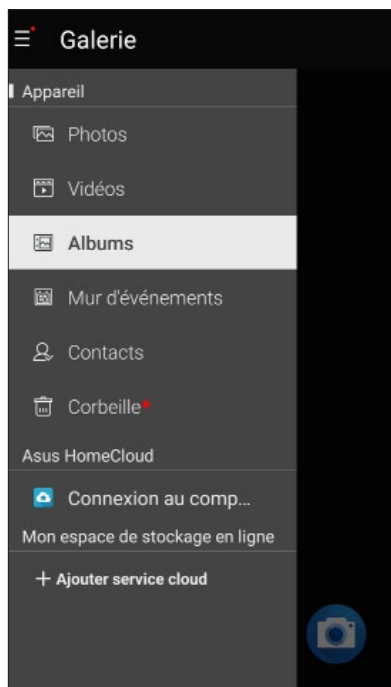 Galerie
Appareil
Photos
Vidéos
Albums
Mur d'événements
Contacts
Corbeille
Asus HomeCloud
Connexion au comp...
Mon espace de stockage en ligne
+ Ajouter service cloud